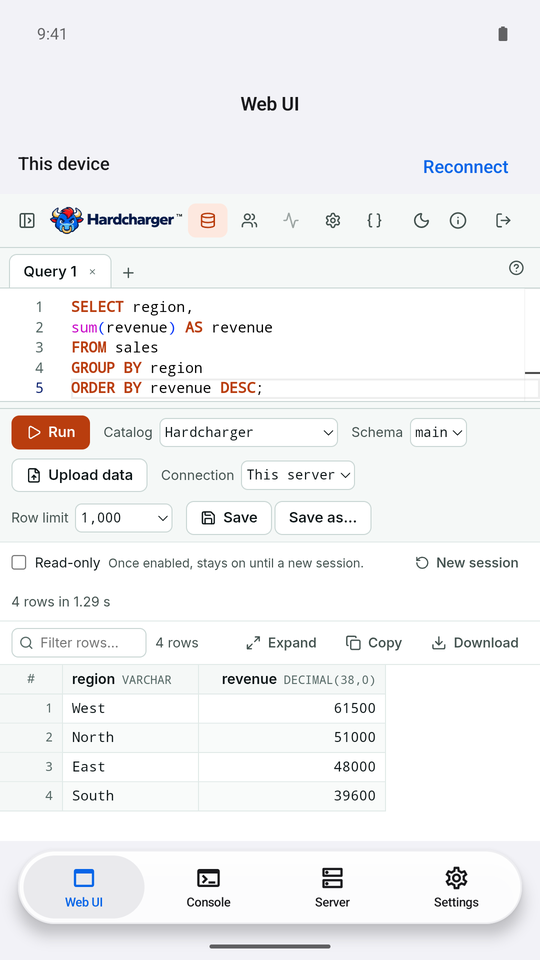 9:41
Web UI
This device
Reconnect
Hardcharger™
Query 1 × +
1 SELECT region,
2 sum(revenue) AS revenue
3 FROM sales
4 GROUP BY region
5 ORDER BY revenue DESC;
Run Catalog Hardcharger Schema main
Upload data Connection This server
Row limit 1,000 Save Save as...
Read-only Once enabled, stays on until a new session. New session
4 rows in 1.29 s
Filter rows... 4 rows Expand Copy Download
# region VARCHAR revenue DECIMAL(38,0)
1 West 61500
2 North 51000
3 East 48000
4 South 39600
Web UI Console Server Settings